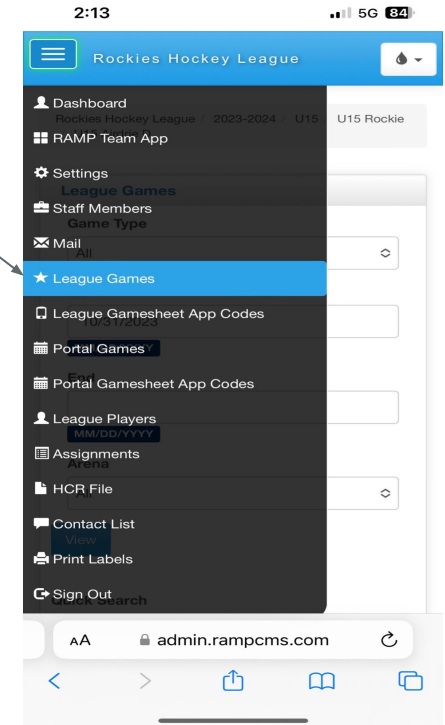 2:13 5G 84
Rockies Hockey League
Dashboard
Rockies Hockey League / 2023-2024 U15 U15 Rockie
RAMP Team App
Settings
League Games
Staff Members
Game Type
Mail
All
League Games
League Gamesheet App Codes
10/31/2023
Portal Games
End
Portal Gamesheet App Codes
League Players
MM/DD/YYYY
Assignments
Arena
HCR File
All
Contact List
View
Print Labels
Sign Out
Quick Search
AA admin.rampcms.com